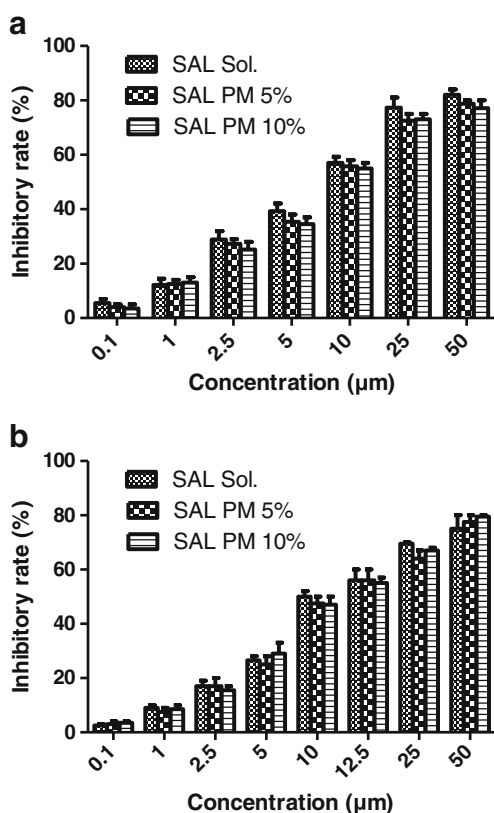 a
100
80
60
40
20
0
Inhibitory rate (%)
SAL Sol.
SAL PM 5%
SAL PM 10%
0.1 1 2.5 5 10 25 50
Concentration (µm)
b
100
80
60
40
20
0
Inhibitory rate (%)
SAL Sol.
SAL PM 5%
SAL PM 10%
0.1 1 2.5 5 10 12.5 25 50
Concentration (µm)